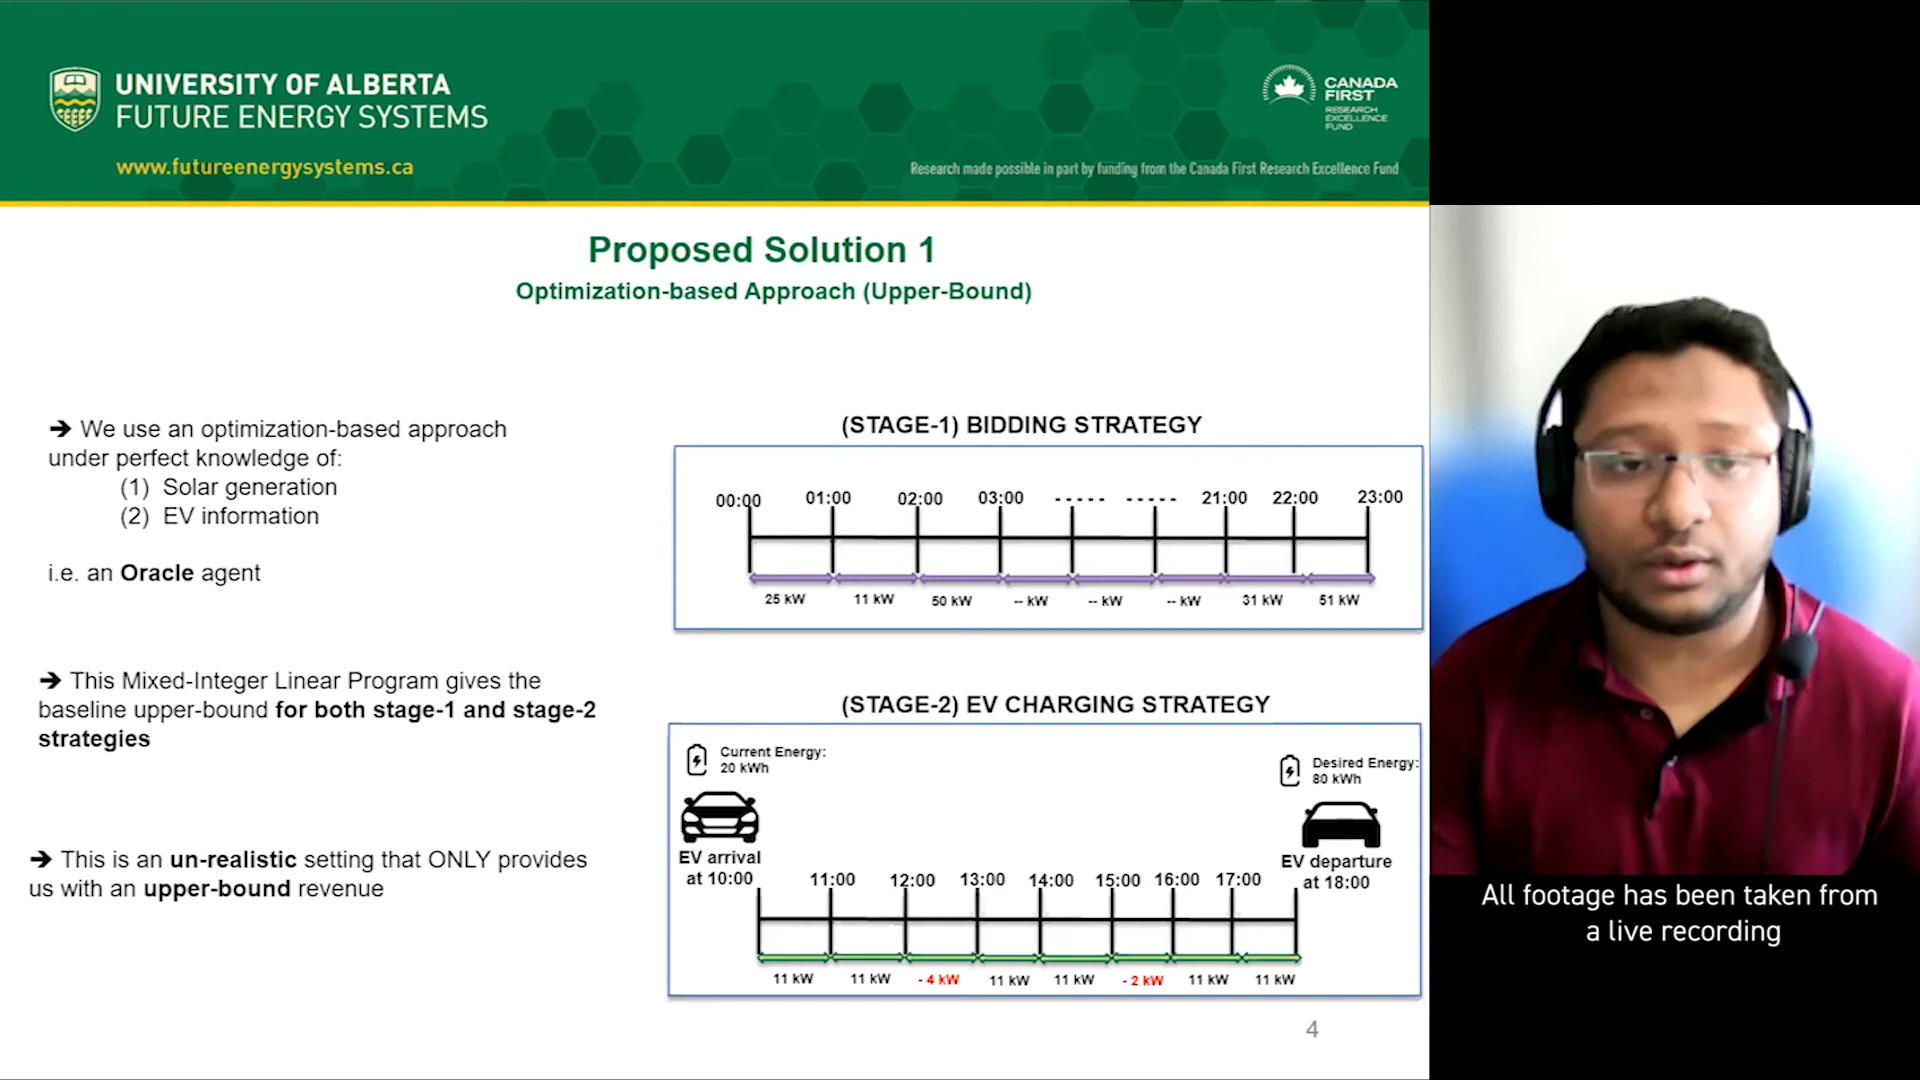 UNIVERSITY OF ALBERTA
FUTURE ENERGY SYSTEMS
www.futureenergysystems.ca
CANADA
FIRST
RESEARCH
EXCELLENCE
FUND
Research made possible in part by funding from the Canada First Research Excellence Fund
Proposed Solution 1
Optimization-based Approach (Upper-Bound)
➔ We use an optimization-based approach
under perfect knowledge of:
(1) Solar generation
(2) EV information
i.e. an Oracle agent
➔ This Mixed-Integer Linear Program gives the
baseline upper-bound for both stage-1 and stage-2
strategies
➔ This is an un-realistic setting that ONLY provides
us with an upper-bound revenue
(STAGE-1) BIDDING STRATEGY
00:00 01:00 02:00 03:00 ----- ----- 21:00 22:00 23:00
25 kW 11 kW 50 kW -- kW -- kW -- kW 31 kW 51 kW
(STAGE-2) EV CHARGING STRATEGY
Current Energy:
20 kWh
Desired Energy:
80 kWh
EV arrival
at 10:00
EV departure
at 18:00
11:00 12:00 13:00 14:00 15:00 16:00 17:00
11 kW 11 kW - 4 kW 11 kW 11 kW - 2 kW 11 kW 11 kW
4
All footage has been taken from
a live recording